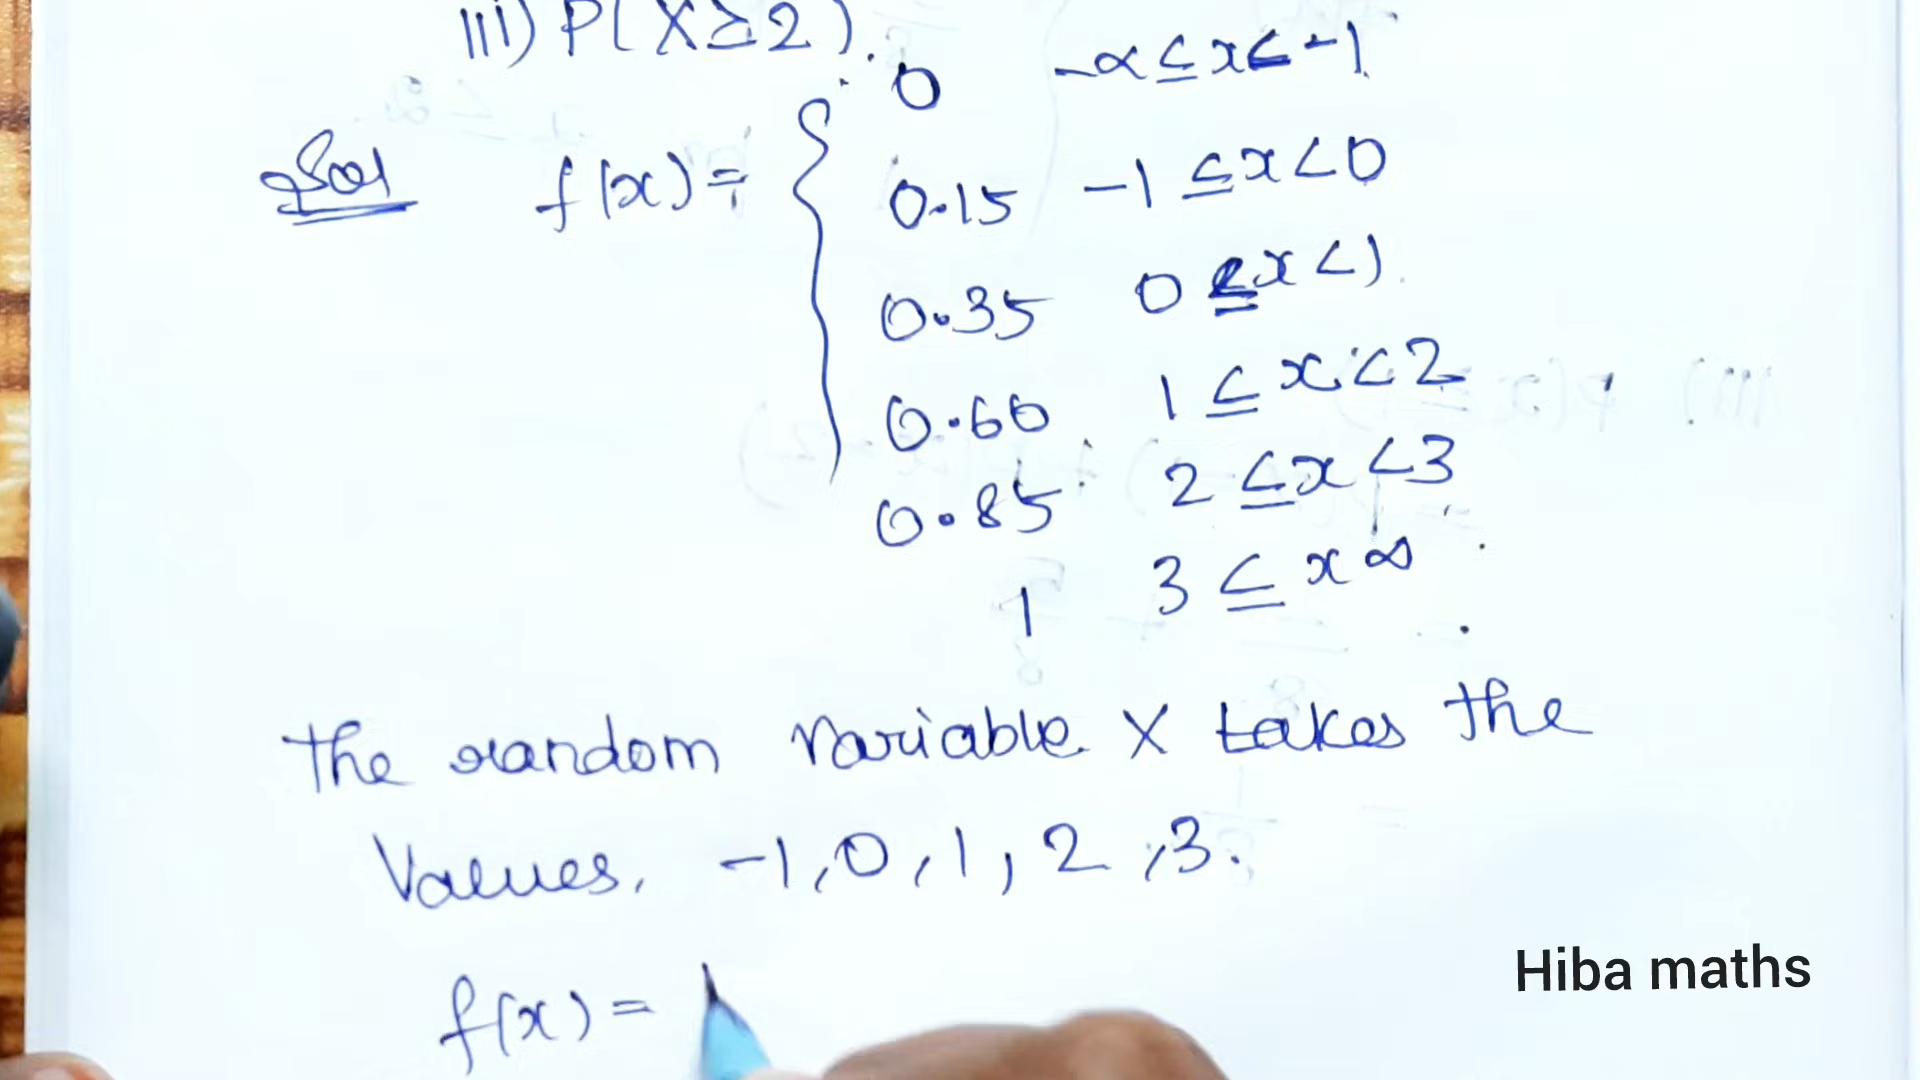 iii) P(X≥2).
0 -∝≤x<-1
Sol f(x)= { 0.15 -1≤x<0
0.35 0≤x<1
0.60 1≤x<2
0.85 2≤x<3
1 3≤x∞
The random Variable X takes the
Values, -1,0,1,2,3.
f(x)=
Hiba maths